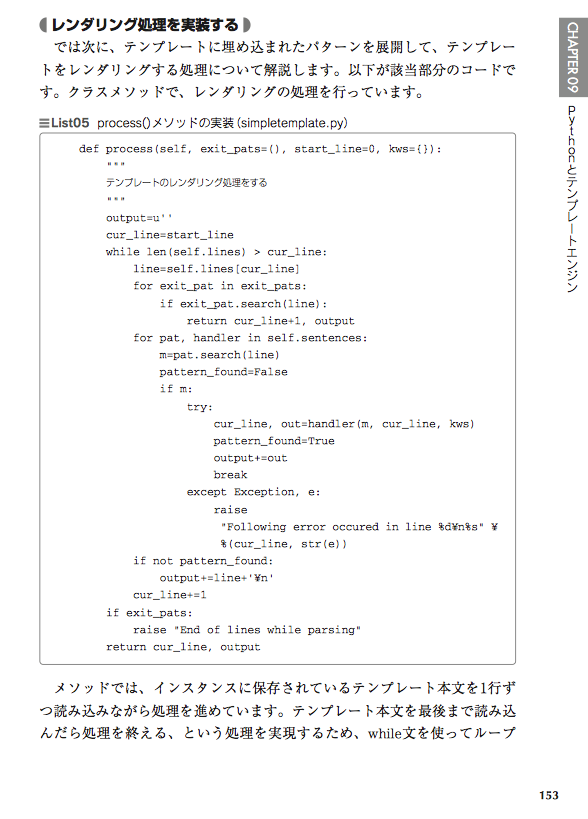 レンダリング処理を実装する
　では次に、テンプレートに埋め込まれたパターンを展開して、テンプレー
トをレンダリングする処理について解説します。以下が該当部分のコードで
す。クラスメソッドで、レンダリングの処理を行っています。
List05 process()メソッドの実装（simpletemplate.py）
def process(self, exit_pats=(), start_line=0, kws={}):
    """
    テンプレートのレンダリング処理をする
    """
    output=u''
    cur_line=start_line
    while len(self.lines) > cur_line:
        line=self.lines[cur_line]
        for exit_pat in exit_pats:
            if exit_pat.search(line):
                return cur_line+1, output
        for pat, handler in self.sentences:
            m=pat.search(line)
            pattern_found=False
            if m:
                try:
                    cur_line, out=handler(m, cur_line, kws)
                    pattern_found=True
                    output+=out
                    break
                except Exception, e:
                    raise
                     "Following error occured in line %d¥n%s" ¥
                     %(cur_line, str(e))
        if not pattern_found:
            output+=line+'¥n'
        cur_line+=1
    if exit_pats:
        raise "End of lines while parsing"
    return cur_line, output
　メソッドでは、インスタンスに保存されているテンプレート本文を1行ず
つ読み込みながら処理を進めています。テンプレート本文を最後まで読み込
んだら処理を終える、という処理を実現するため、while文を使ってループ
CHAPTER 09
Pythonとテンプレートエンジン
153